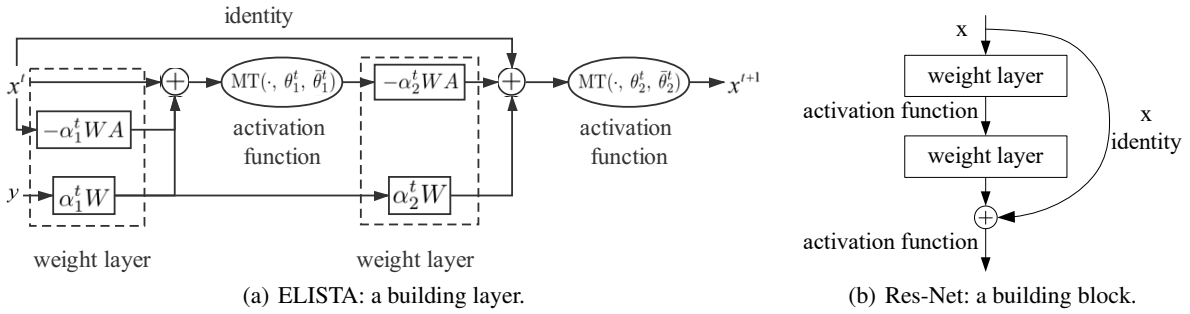 identity
x^t
+
MT(·, θ_1^t, θ̄_1^t)
−α_2^t WA
+
MT(·, θ_2^t, θ̄_2^t)
x^{t+1}
−α_1^t WA
activation
function
activation
function
y
α_1^t W
α_2^t W
weight layer
weight layer
(a) ELISTA: a building layer.
x
weight layer
activation function
x
identity
weight layer
+
activation function
(b) Res-Net: a building block.